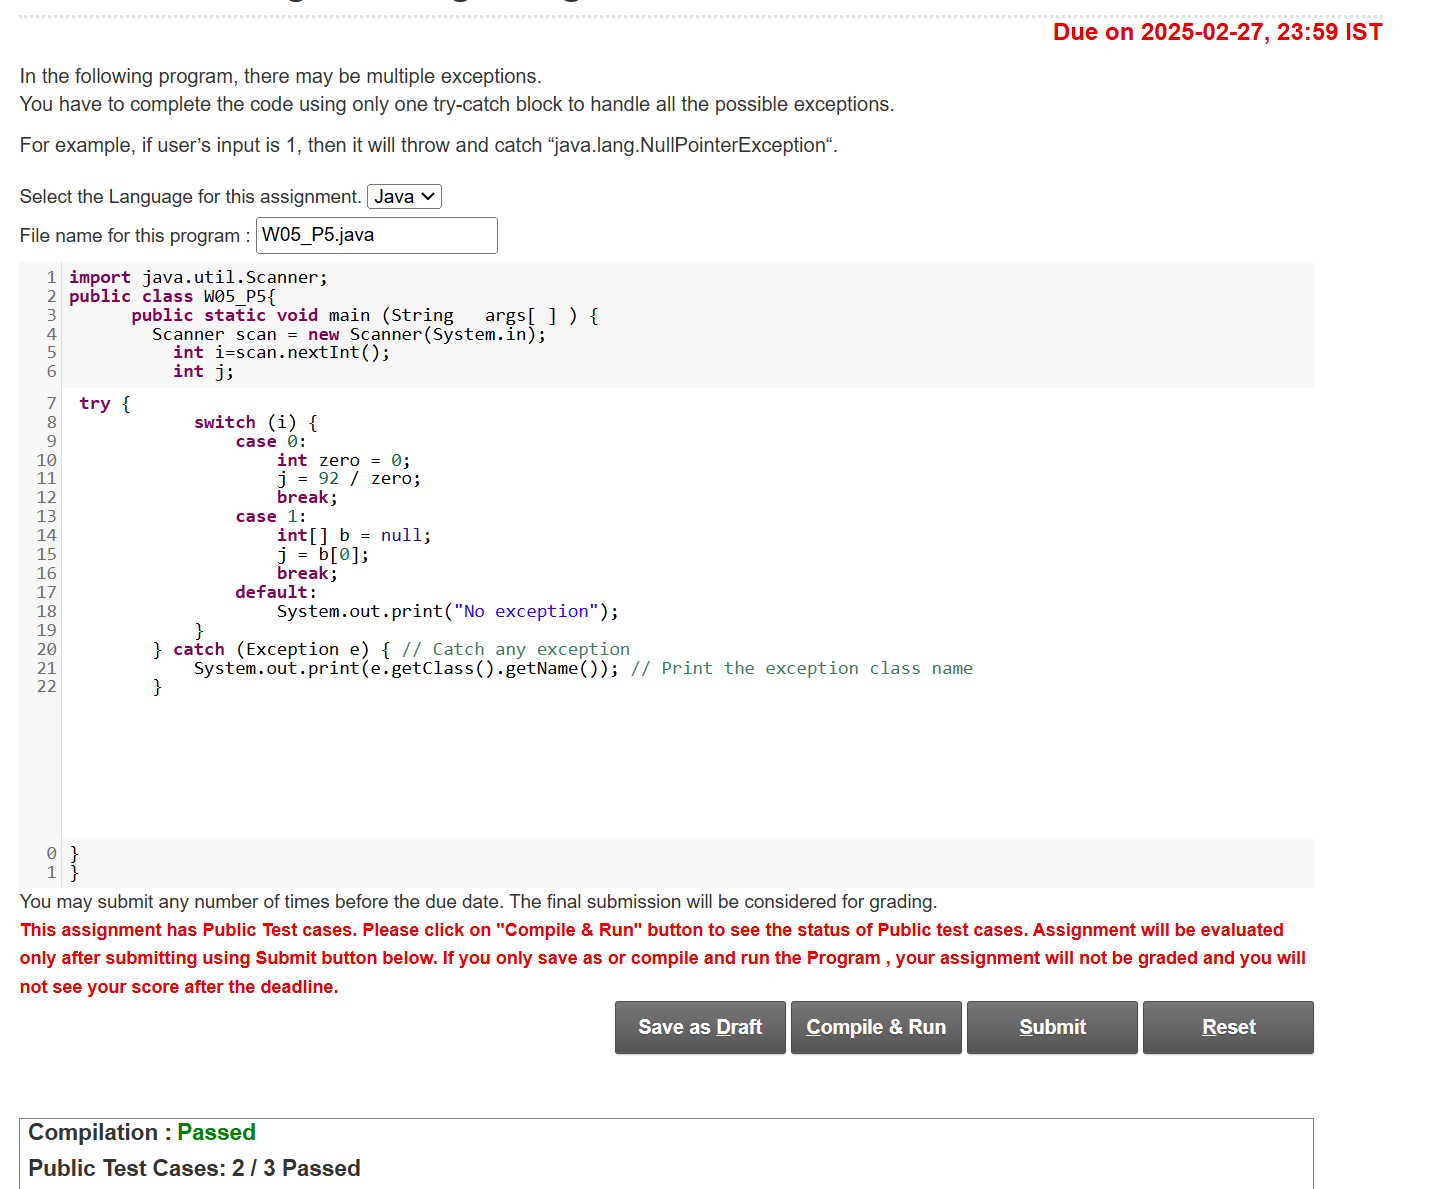 Due on 2025-02-27, 23:59 IST
In the following program, there may be multiple exceptions.
You have to complete the code using only one try-catch block to handle all the possible exceptions.
For example, if user’s input is 1, then it will throw and catch “java.lang.NullPointerException“.
Select the Language for this assignment. Java
File name for this program : W05_P5.java
1 import java.util.Scanner;
2 public class W05_P5{
3 public static void main (String   args[ ] ) {
4 Scanner scan = new Scanner(System.in);
5 int i=scan.nextInt();
6 int j;
7 try {
8 switch (i) {
9 case 0:
10 int zero = 0;
11 j = 92 / zero;
12 break;
13 case 1:
14 int[] b = null;
15 j = b[0];
16 break;
17 default:
18 System.out.print("No exception");
19 }
20 } catch (Exception e) { // Catch any exception
21 System.out.print(e.getClass().getName()); // Print the exception class name
22 }
0 }
1 }
You may submit any number of times before the due date. The final submission will be considered for grading.
This assignment has Public Test cases. Please click on "Compile & Run" button to see the status of Public test cases. Assignment will be evaluated
only after submitting using Submit button below. If you only save as or compile and run the Program , your assignment will not be graded and you will
not see your score after the deadline.
Save as Draft Compile & Run Submit Reset
Compilation : Passed
Public Test Cases: 2 / 3 Passed